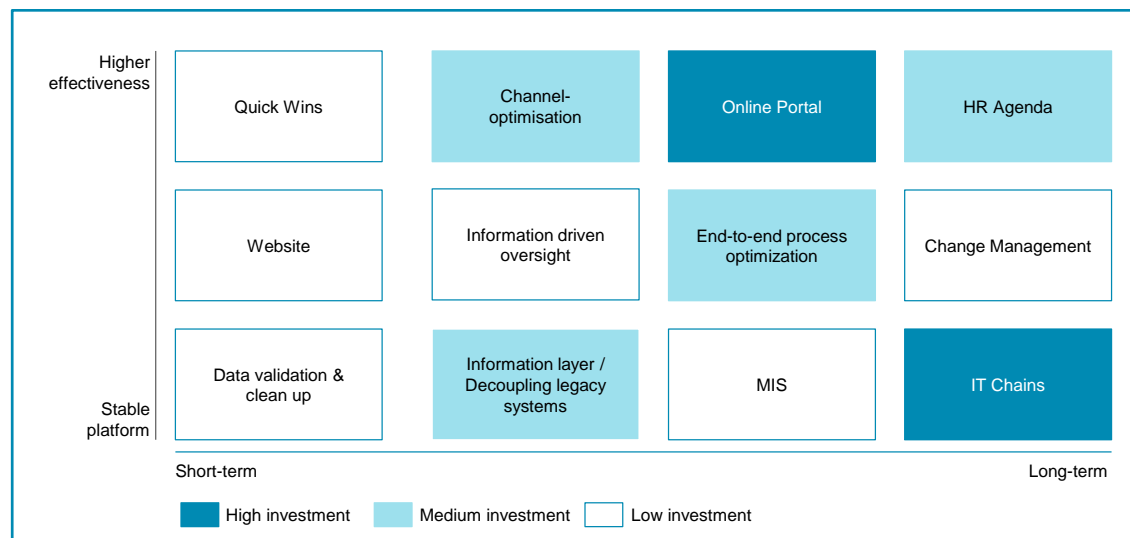 Higher
effectiveness
Quick Wins
Channel-
optimisation
Online Portal
HR Agenda
Website
Information driven
oversight
End-to-end process
optimization
Change Management
Data validation &
clean up
Information layer /
Decoupling legacy
systems
MIS
IT Chains
Stable
platform
Short-term
Long-term
High investment
Medium investment
Low investment